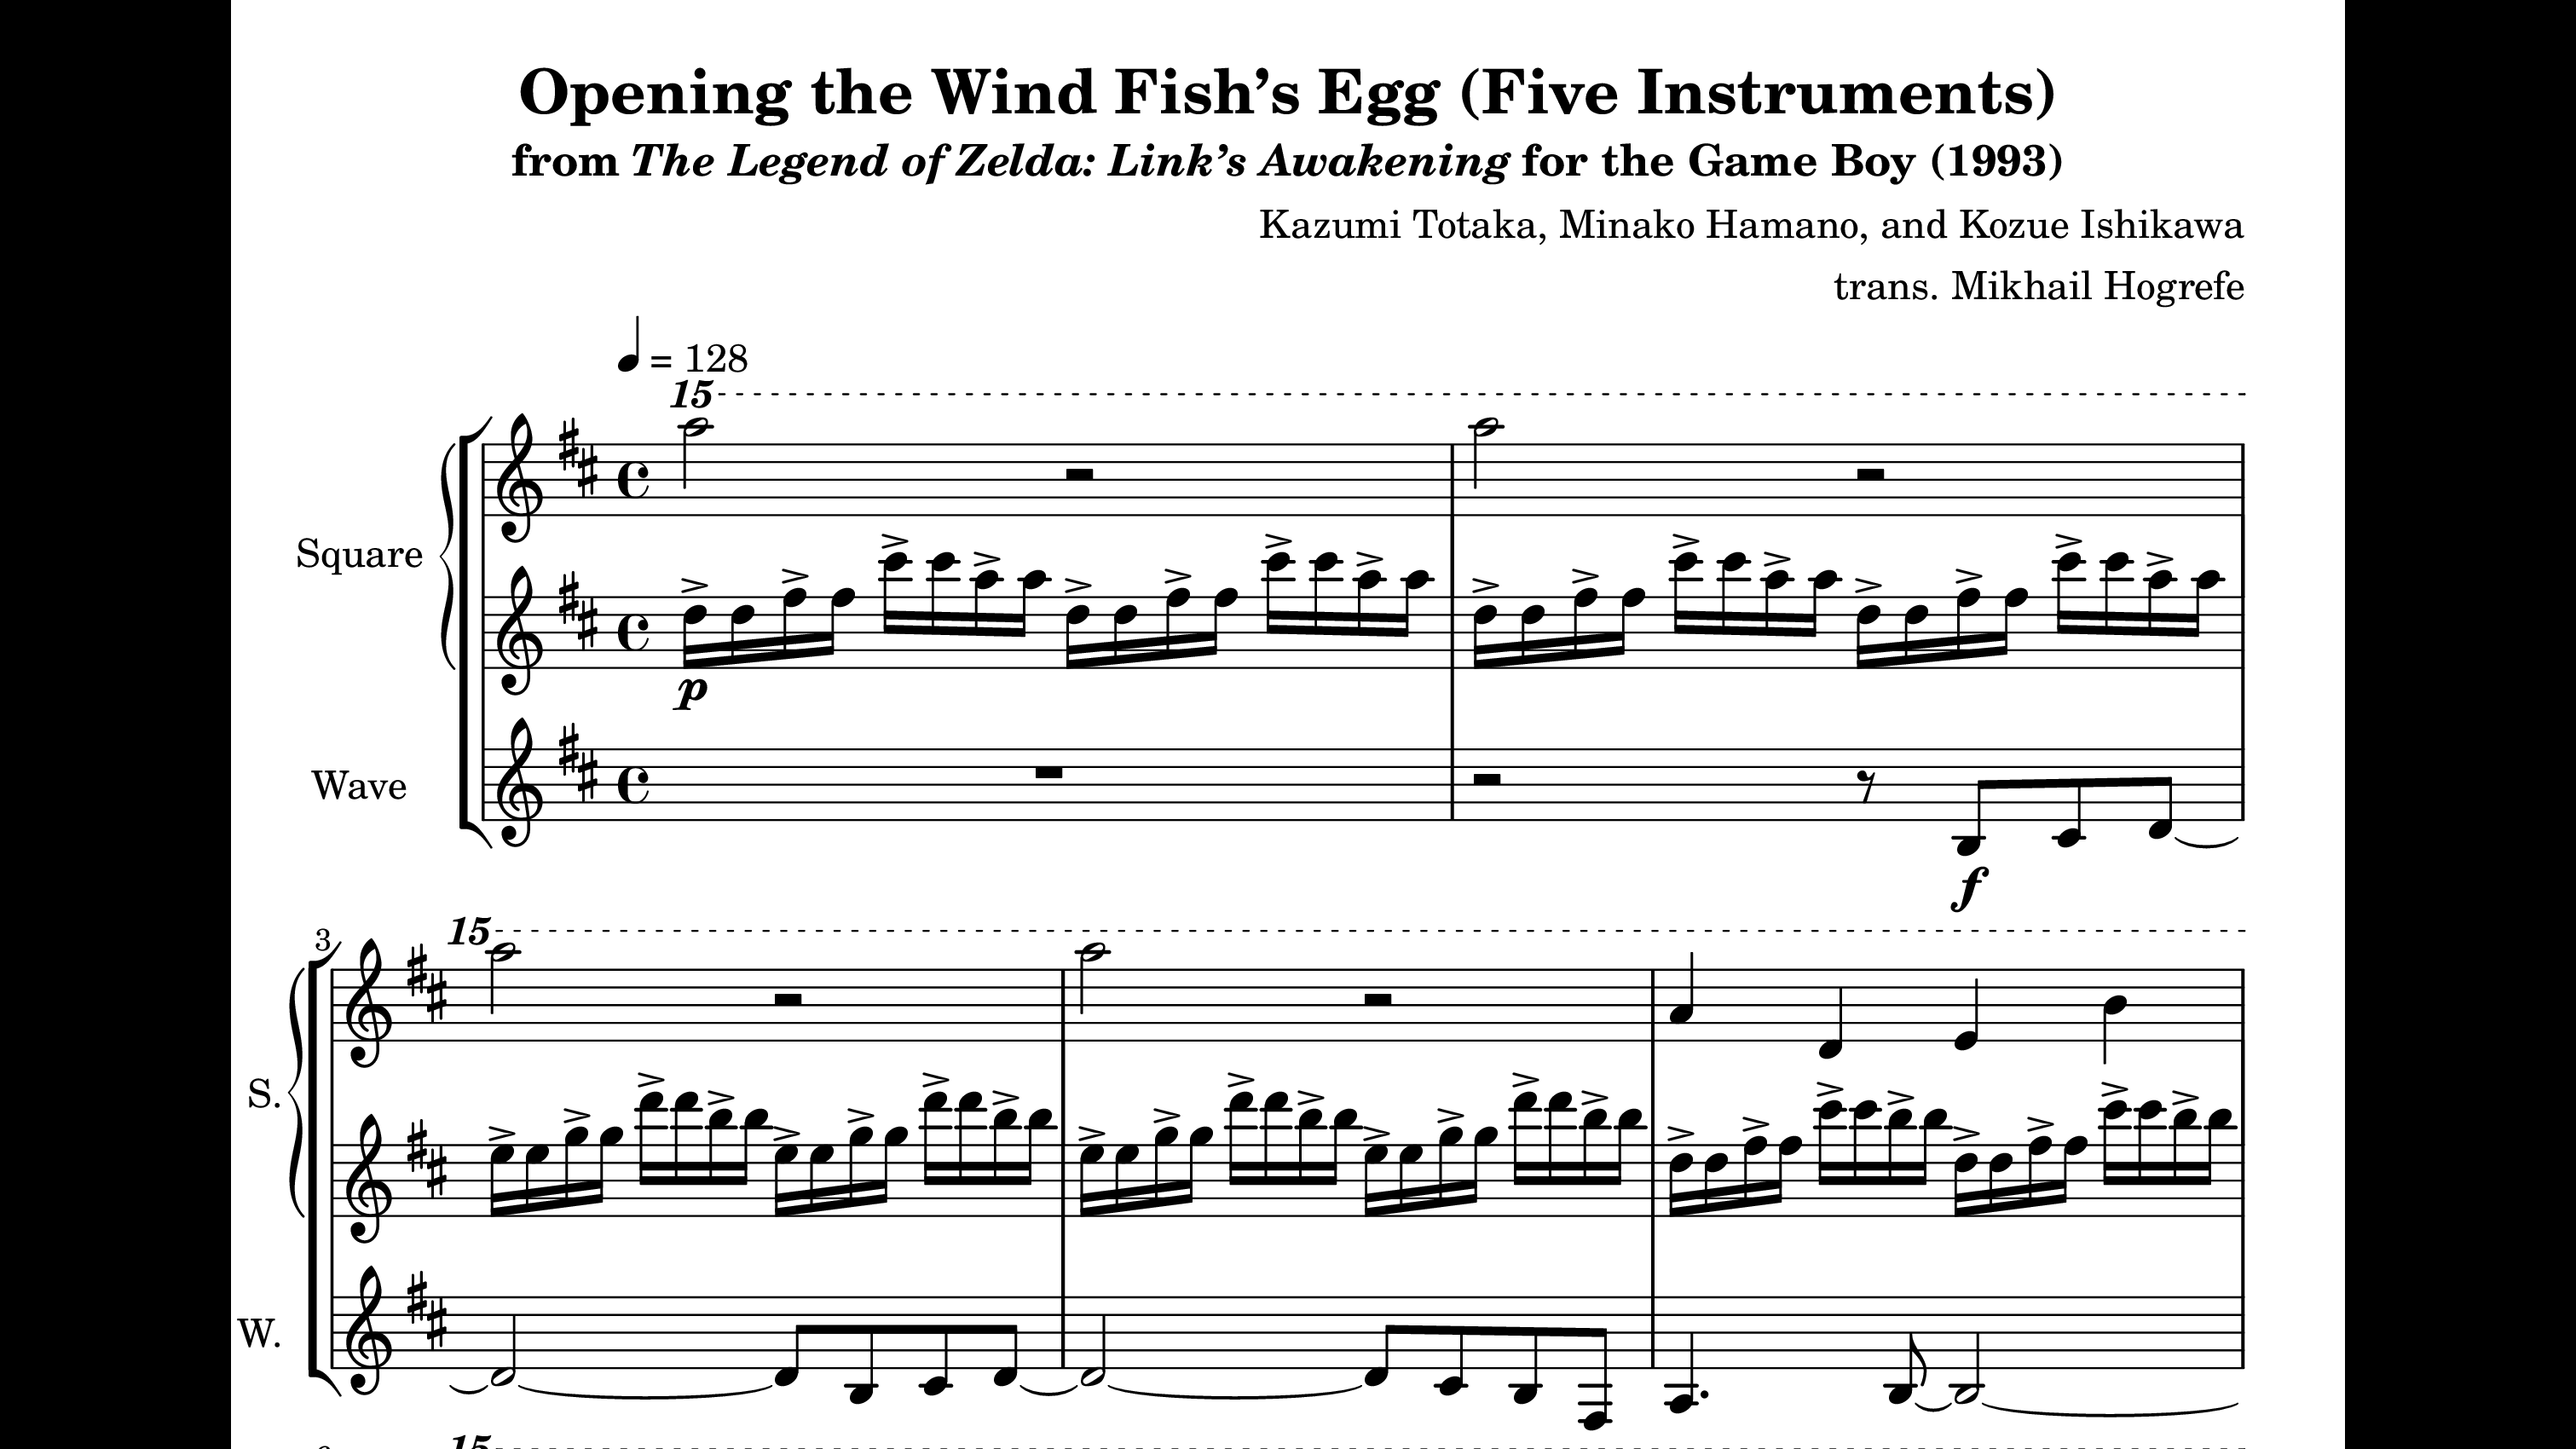 Opening the Wind Fish’s Egg (Five Instruments)
from The Legend of Zelda: Link’s Awakening for the Game Boy (1993)
Kazumi Totaka, Minako Hamano, and Kozue Ishikawa
trans. Mikhail Hogrefe
= 128
15
Square
p
Wave
f
3
15
S.
W.
15